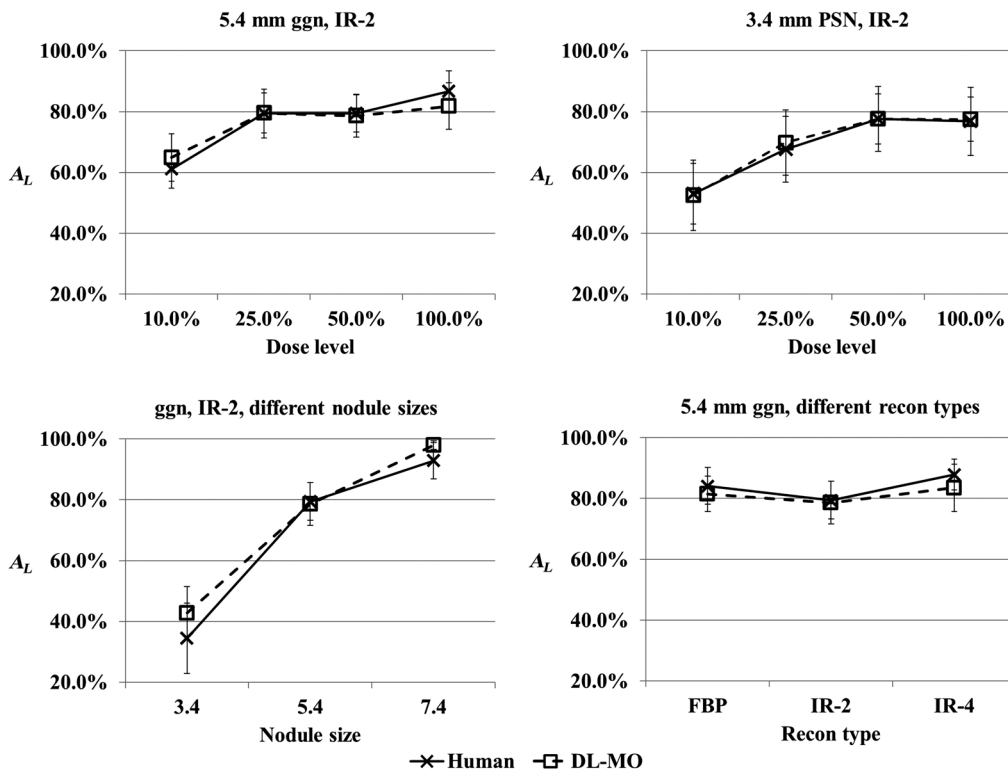 5.4 mm ggn, IR-2
100.0%
80.0%
60.0%
40.0%
20.0%
A_L
10.0% 25.0% 50.0% 100.0%
Dose level
3.4 mm PSN, IR-2
100.0%
80.0%
60.0%
40.0%
20.0%
A_L
10.0% 25.0% 50.0% 100.0%
Dose level
ggn, IR-2, different nodule sizes
100.0%
80.0%
60.0%
40.0%
20.0%
A_L
3.4 5.4 7.4
Nodule size
5.4 mm ggn, different recon types
100.0%
80.0%
60.0%
40.0%
20.0%
A_L
FBP IR-2 IR-4
Recon type
Human DL-MO